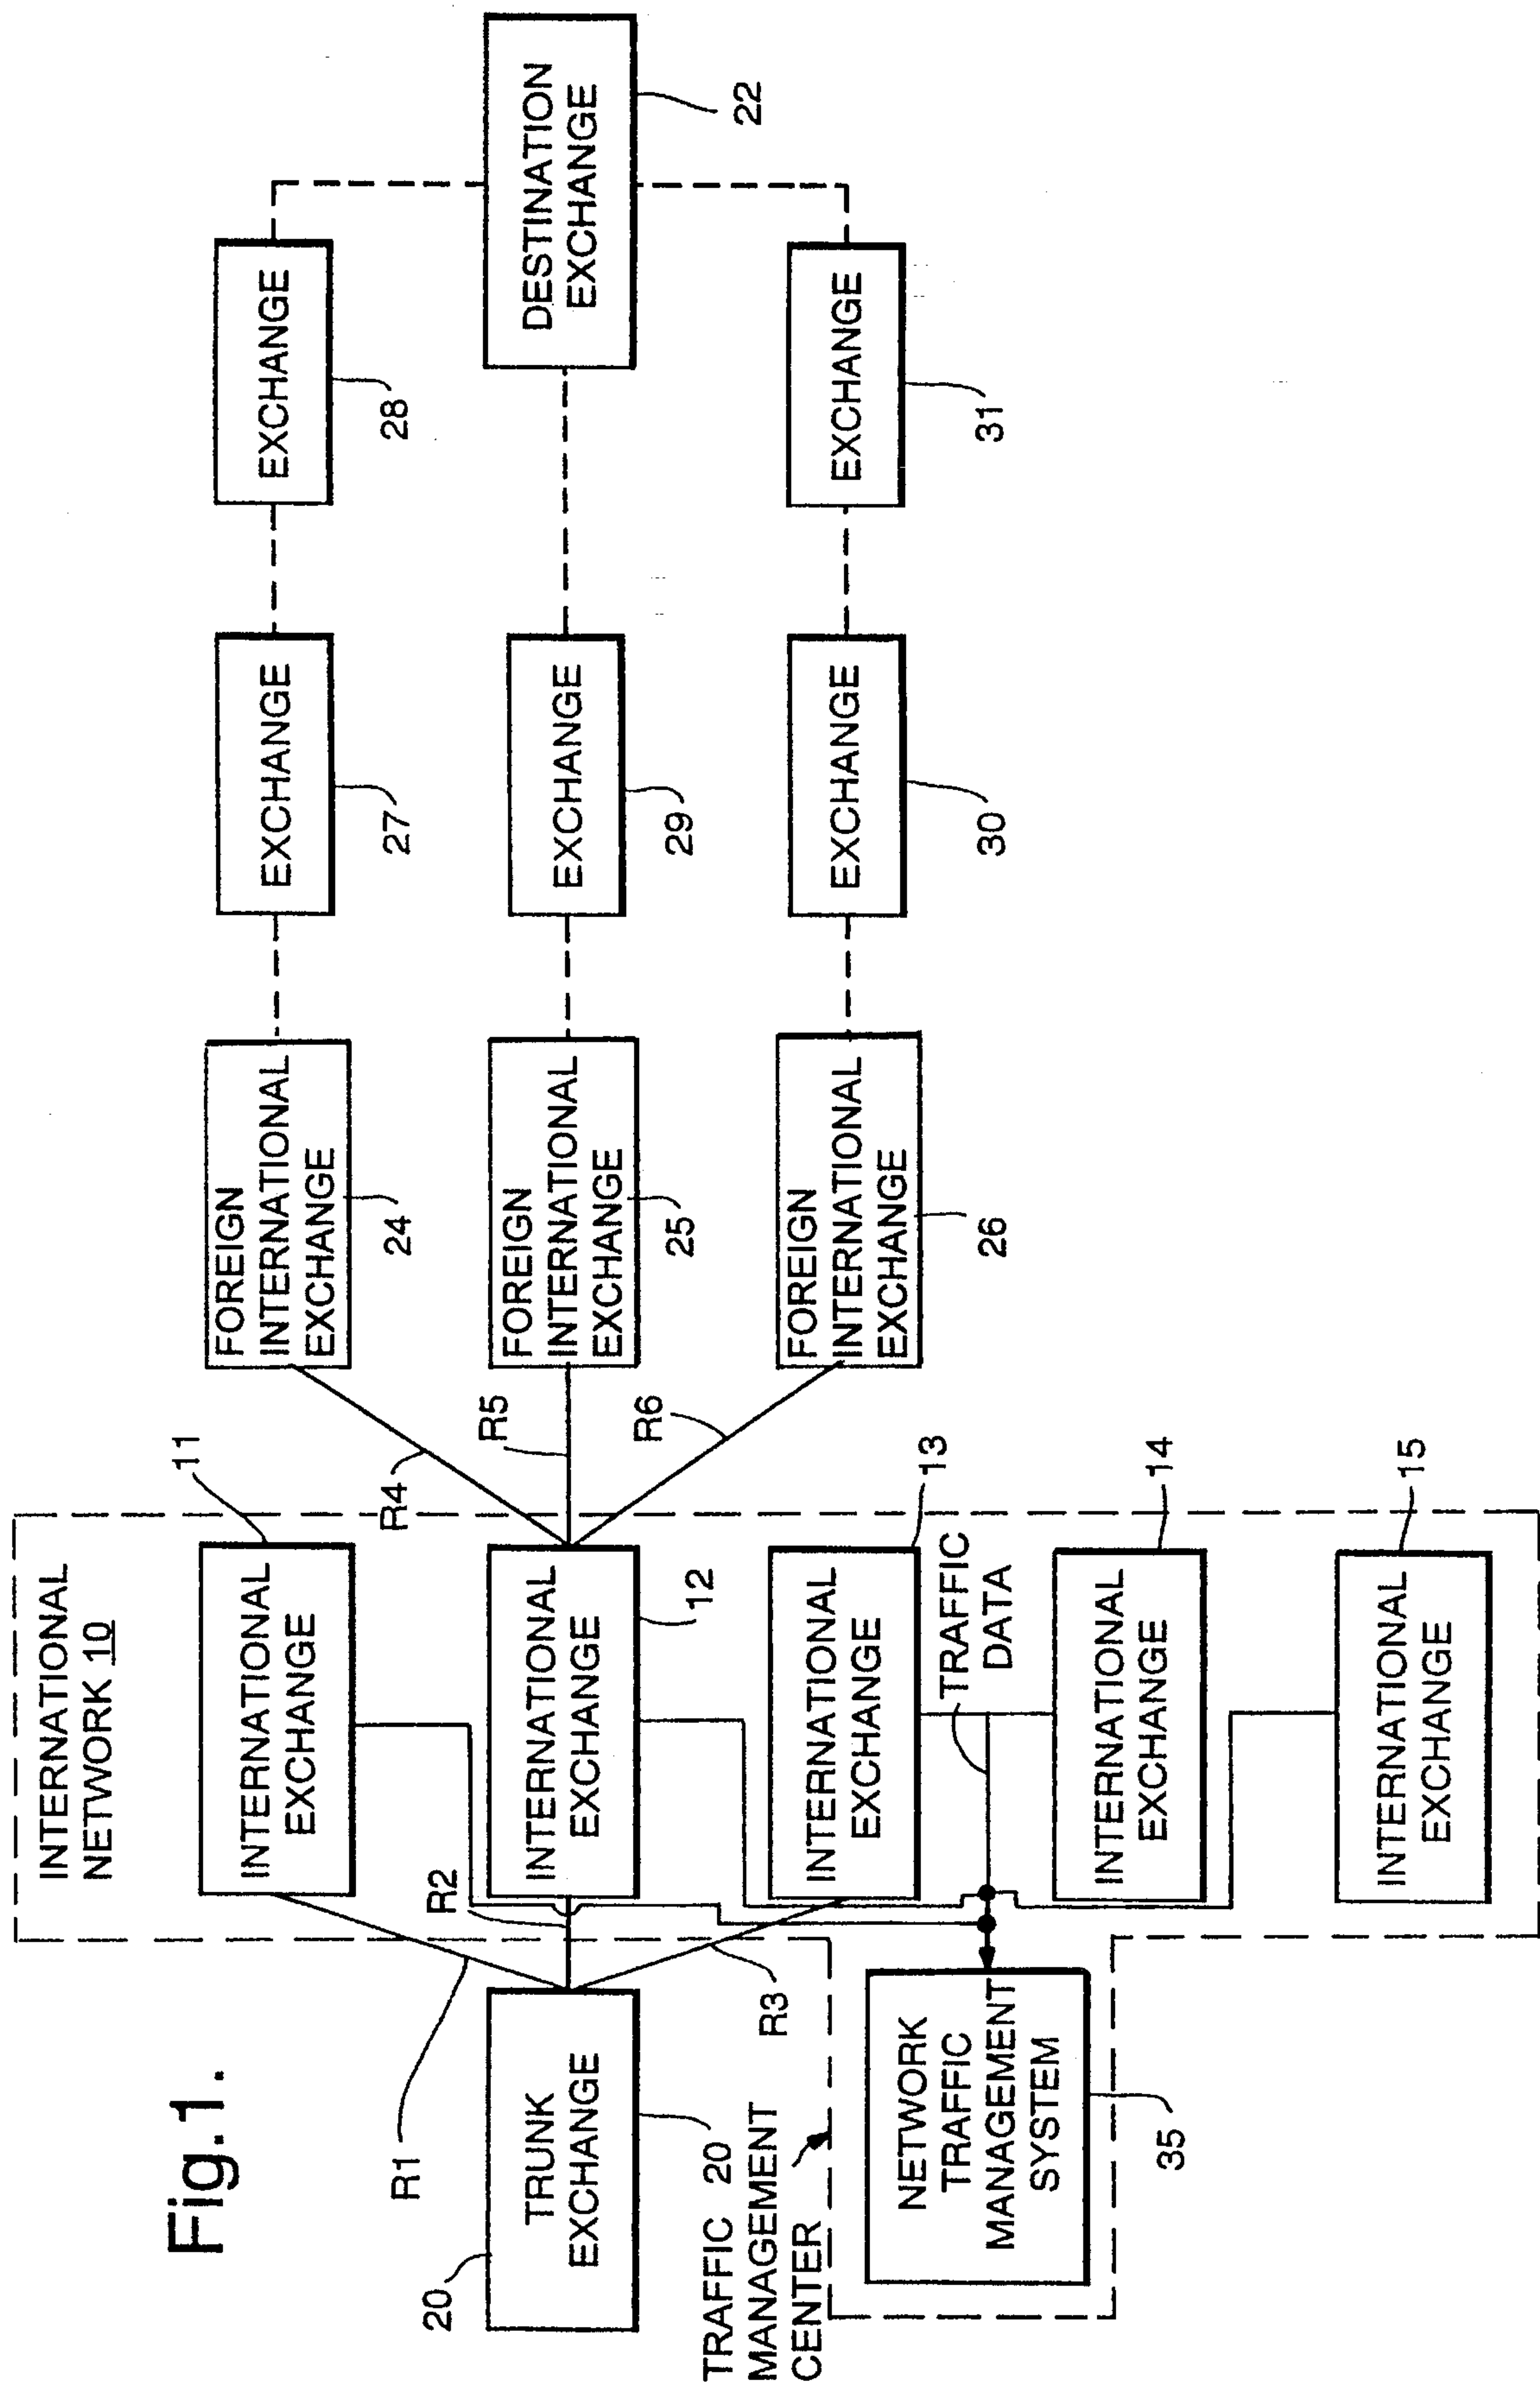 Fig.1.
INTERNATIONAL
NETWORK 10
R1
INTERNATIONAL
EXCHANGE
11
R4
FOREIGN
INTERNATIONAL
EXCHANGE
24
EXCHANGE
27
EXCHANGE
28
20
TRUNK
EXCHANGE
20
R2
INTERNATIONAL
EXCHANGE
12
R5
FOREIGN
INTERNATIONAL
EXCHANGE
25
EXCHANGE
29
DESTINATION
EXCHANGE
22
R3
INTERNATIONAL
EXCHANGE
13
R6
FOREIGN
INTERNATIONAL
EXCHANGE
26
EXCHANGE
30
EXCHANGE
31
TRAFFIC
MANAGEMENT
CENTER
NETWORK
TRAFFIC
MANAGEMENT
SYSTEM
35
TRAFFIC
DATA
INTERNATIONAL
EXCHANGE
14
INTERNATIONAL
EXCHANGE
15